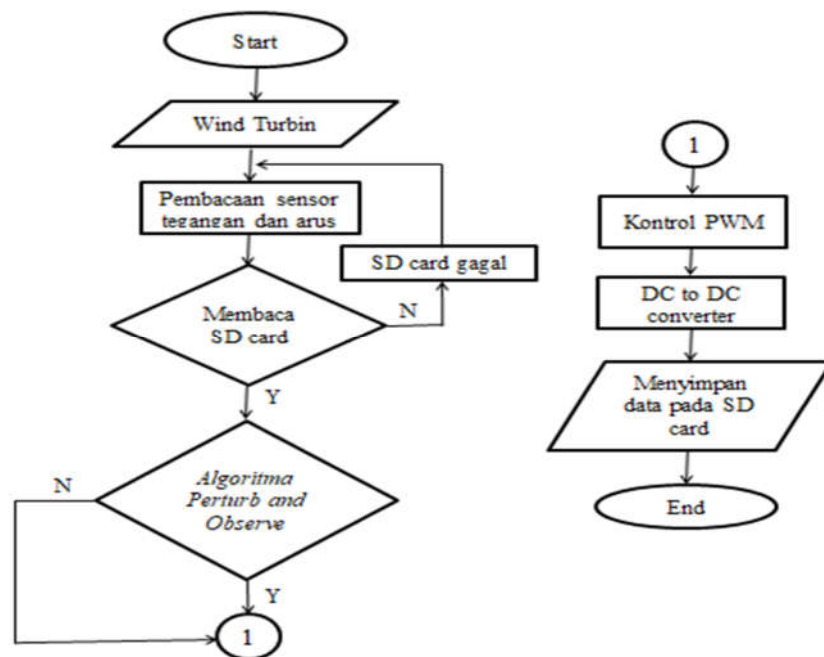 Start
Wind Turbin
Pembacaan sensor
tegangan dan arus
SD card gagal
Membaca
SD card
N
Y
Algoritma
Perturb and
Observe
N
Y
1
1
Kontrol PWM
DC to DC
converter
Menyimpan
data pada SD
card
End